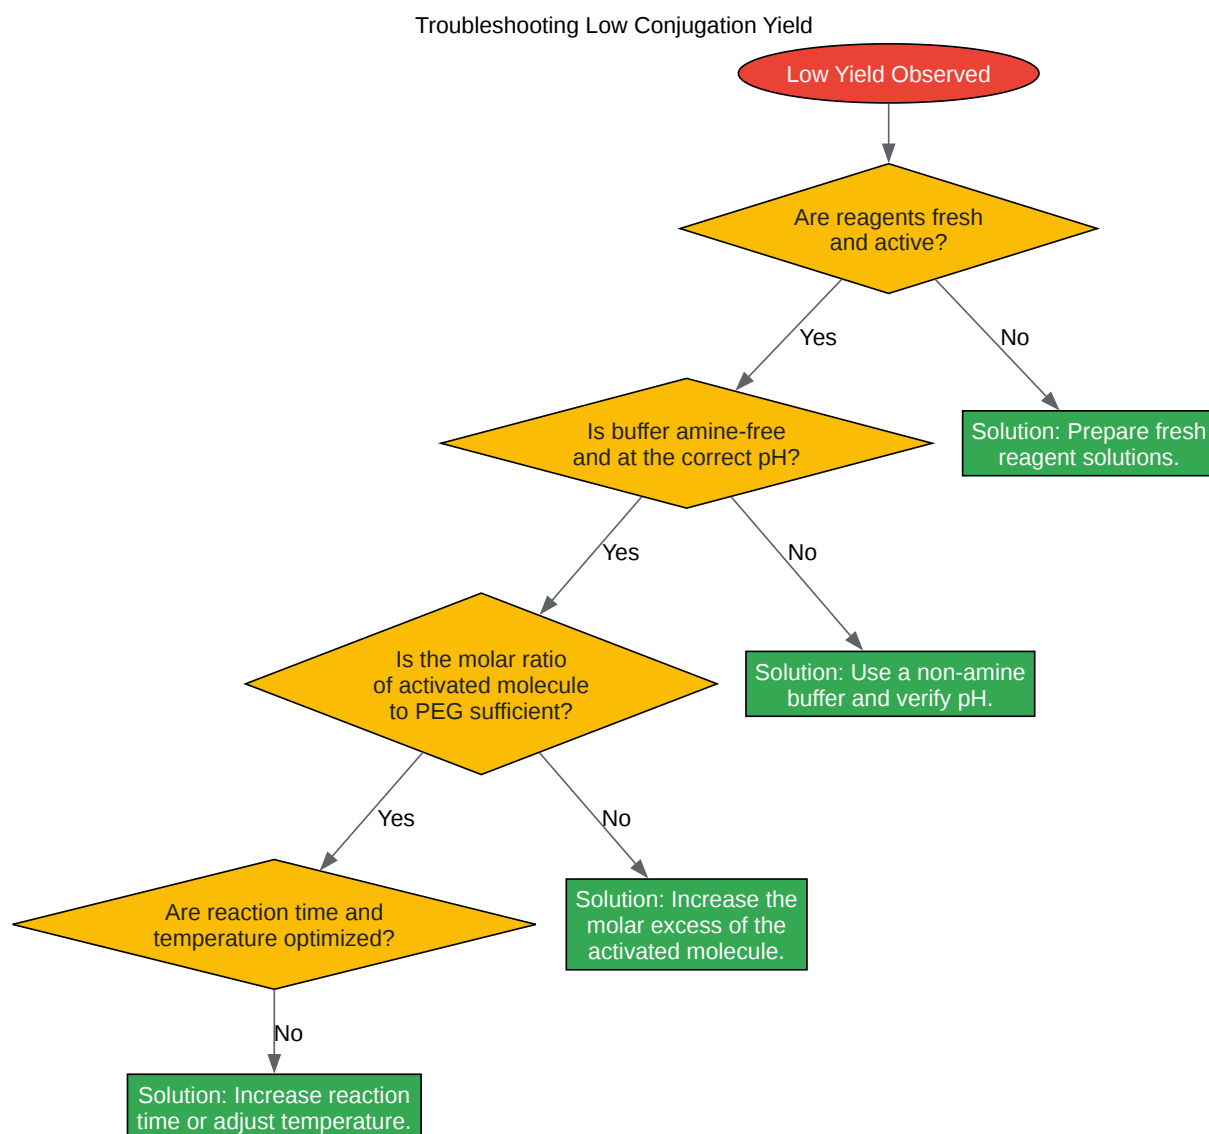 Troubleshooting Low Conjugation Yield
Low Yield Observed
Are reagents fresh
and active?
Yes
No
Is buffer amine-free
and at the correct pH?
Solution: Prepare fresh
reagent solutions.
Yes
No
Is the molar ratio
of activated molecule
to PEG sufficient?
Solution: Use a non-amine
buffer and verify pH.
Yes
No
Are reaction time and
temperature optimized?
Solution: Increase the
molar excess of the
activated molecule.
No
Solution: Increase reaction
time or adjust temperature.